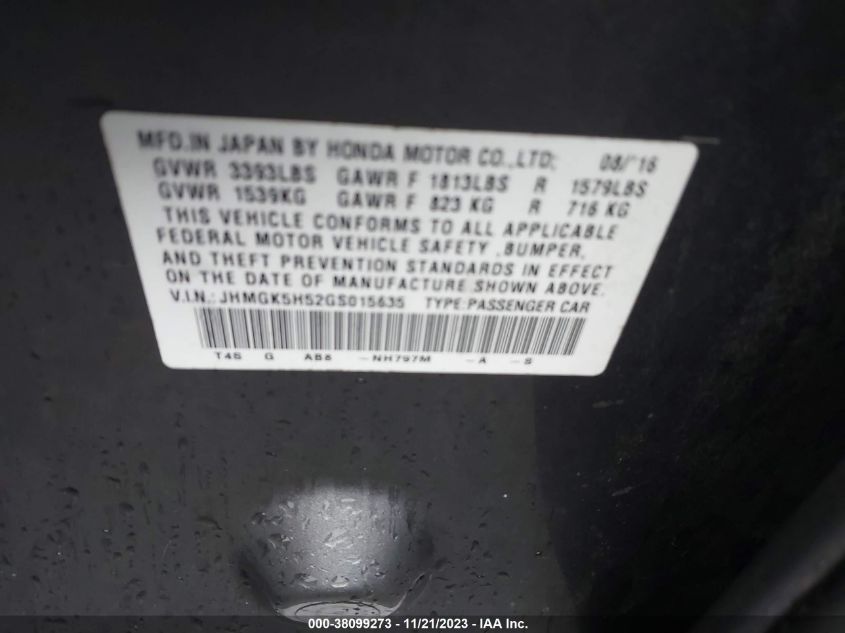 MFD.IN JAPAN BY HONDA MOTOR CO.,LTD; 08/'16
GVWR 3393LBS GAWR F 1813LBS R 1579LBS
GVWR 1539KG GAWR F 823 KG R 716 KG
THIS VEHICLE CONFORMS TO ALL APPLICABLE
FEDERAL MOTOR VEHICLE SAFETY ,BUMPER,
AND THEFT PREVENTION STANDARDS IN EFFECT
ON THE DATE OF MANUFACTURE SHOWN ABOVE.
V.I.N.: JHMGK5H52GS015635 TYPE:PASSENGER CAR
T4S G AB8 -NH797M -A -S
000-38099273 - 11/21/2023 - IAA, Inc.